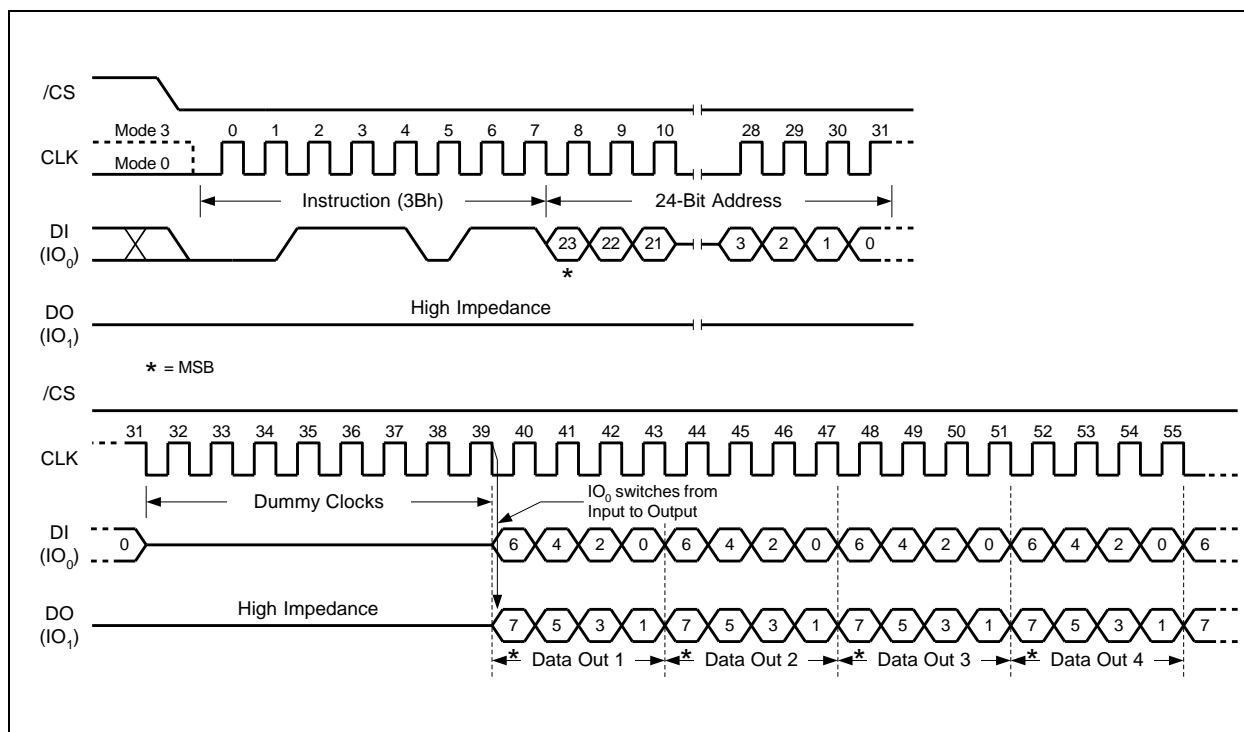 /CS
Mode 3 0 1 2 3 4 5 6 7 8 9 10 28 29 30 31
CLK
Mode 0
Instruction (3Bh) 24-Bit Address
DI
(IO0)
23 22 21 3 2 1 0
*
High Impedance
DO
(IO1)
* = MSB
/CS
31 32 33 34 35 36 37 38 39 40 41 42 43 44 45 46 47 48 49 50 51 52 53 54 55
CLK
Dummy Clocks
IO0 switches from
Input to Output
DI
(IO0)
0 6 4 2 0 6 4 2 0 6 4 2 0 6 4 2 0 6
High Impedance
DO
(IO1)
7 5 3 1 7 5 3 1 7 5 3 1 7 5 3 1 7
* Data Out 1 * Data Out 2 * Data Out 3 * Data Out 4